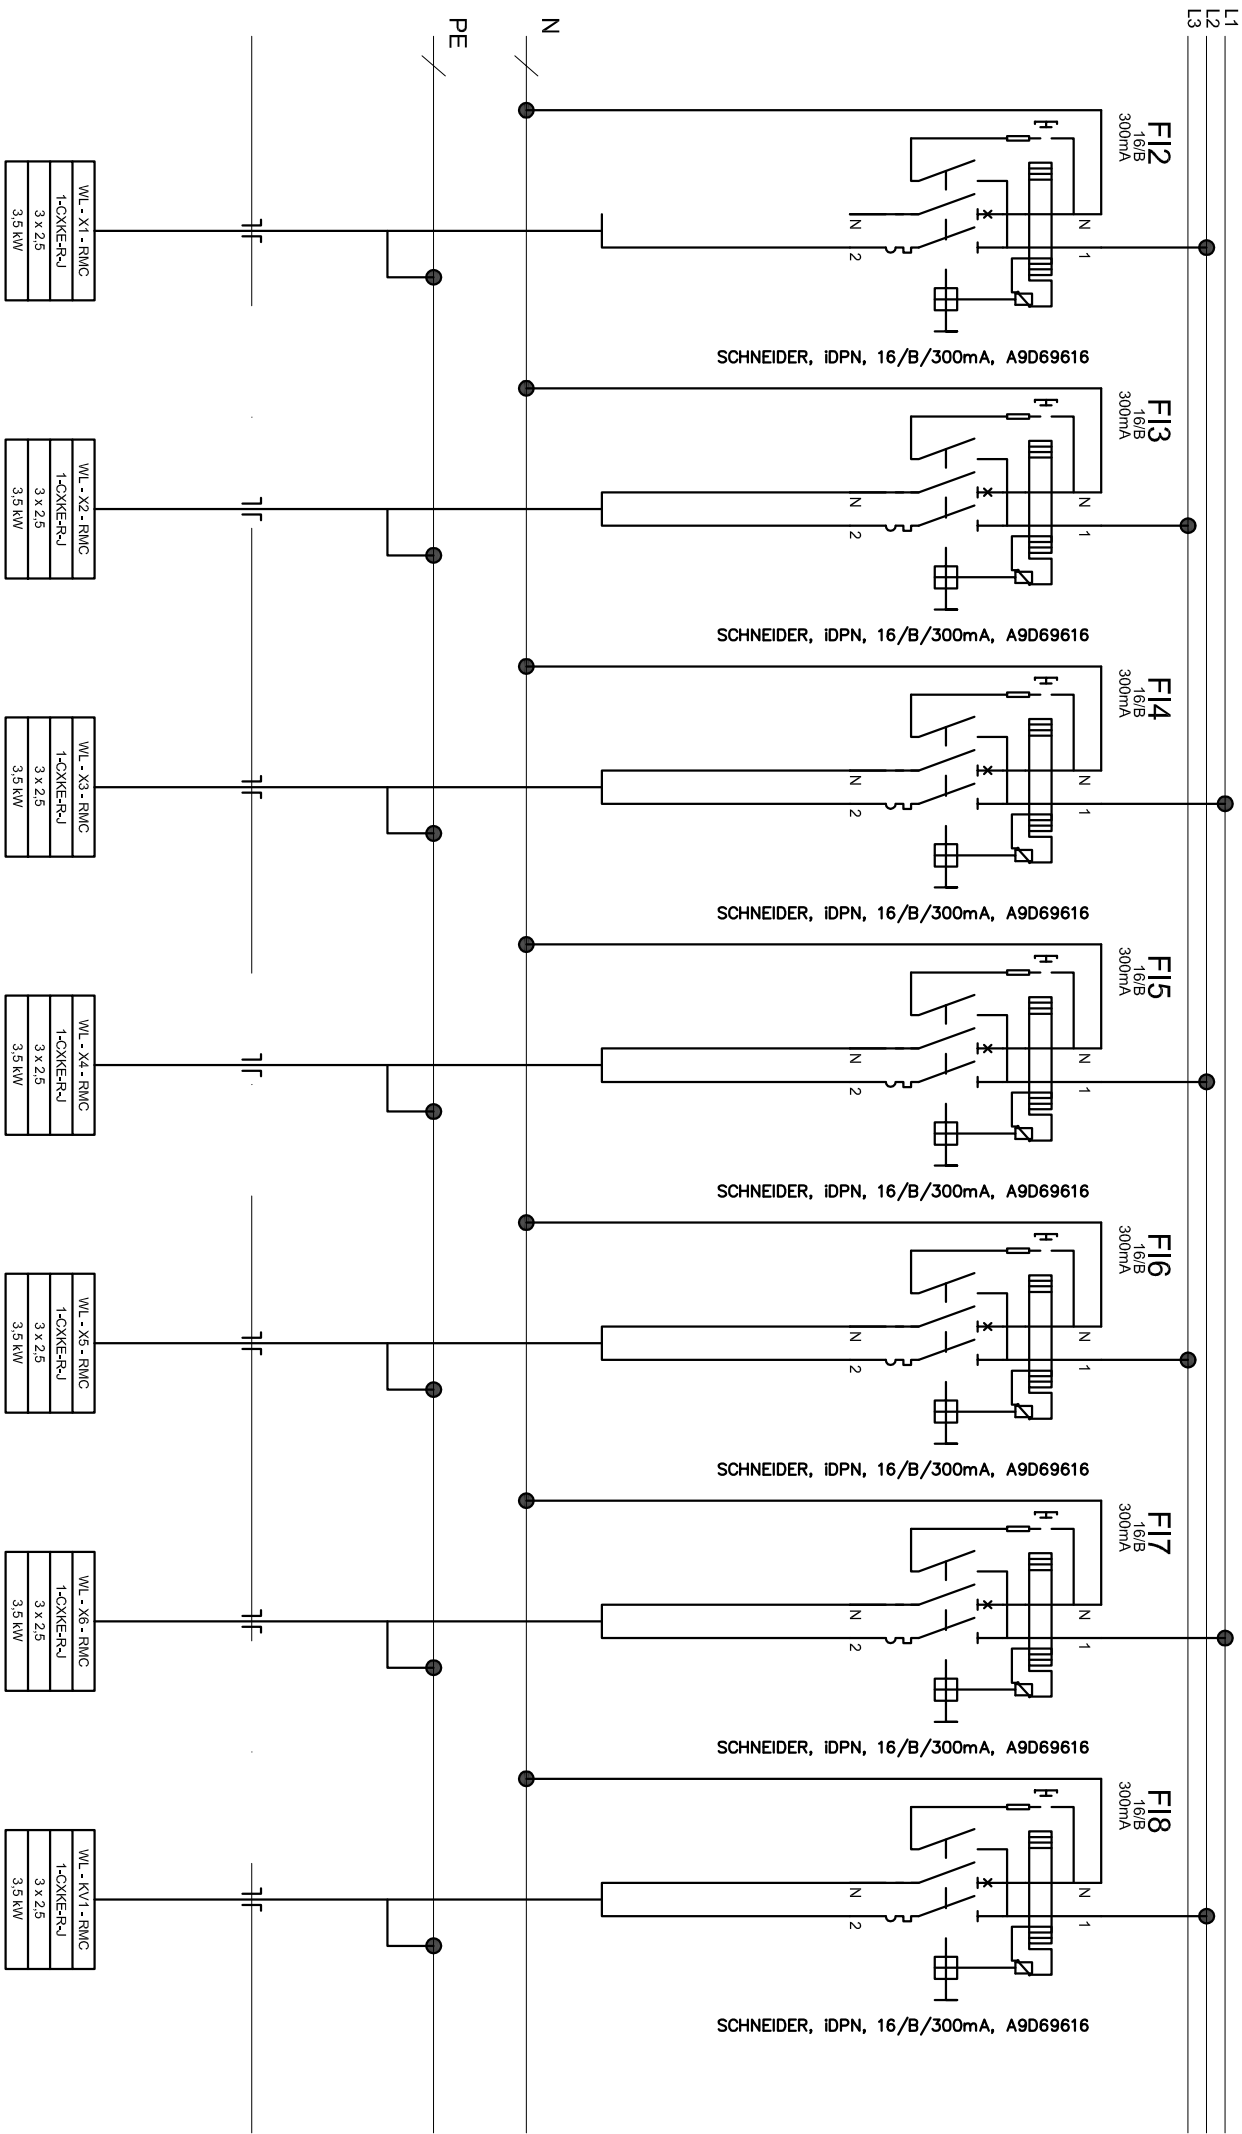 L1
L2
L3
N
PE
FI2
16/B
300mA
N
1
N
2
SCHNEIDER, iDPN, 16/B/300mA, A9D69616
WL - X1 - RMC
1-CXKE-R-J
3 x 2,5
3,5 kW
FI3
16/B
300mA
N
1
N
2
SCHNEIDER, iDPN, 16/B/300mA, A9D69616
WL - X2 - RMC
1-CXKE-R-J
3 x 2,5
3,5 kW
FI4
16/B
300mA
N
1
N
2
SCHNEIDER, iDPN, 16/B/300mA, A9D69616
WL - X3 - RMC
1-CXKE-R-J
3 x 2,5
3,5 kW
FI5
16/B
300mA
N
1
N
2
SCHNEIDER, iDPN, 16/B/300mA, A9D69616
WL - X4 - RMC
1-CXKE-R-J
3 x 2,5
3,5 kW
FI6
16/B
300mA
N
1
N
2
SCHNEIDER, iDPN, 16/B/300mA, A9D69616
WL - X5 - RMC
1-CXKE-R-J
3 x 2,5
3,5 kW
FI7
16/B
300mA
N
1
N
2
SCHNEIDER, iDPN, 16/B/300mA, A9D69616
WL - X6 - RMC
1-CXKE-R-J
3 x 2,5
3,5 kW
FI8
16/B
300mA
N
1
N
2
SCHNEIDER, iDPN, 16/B/300mA, A9D69616
WL - KV1 - RMC
1-CXKE-R-J
3 x 2,5
3,5 kW